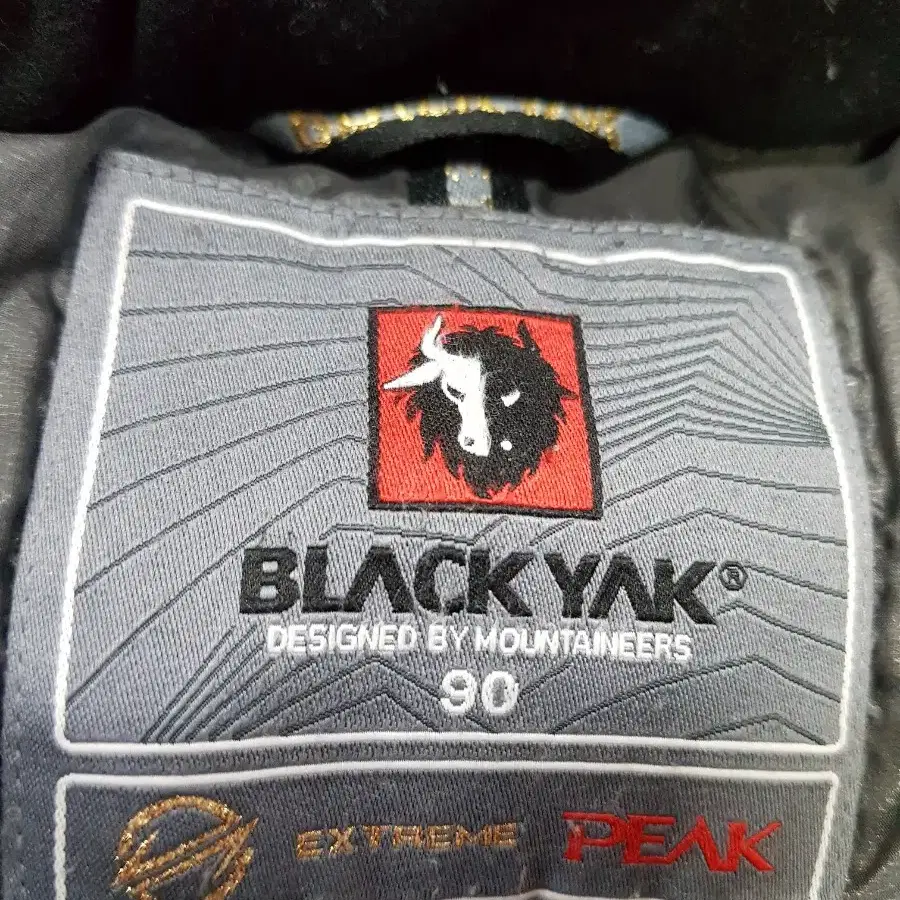 BLACKYAK®
DESIGNED BY MOUNTAINEERS
90
EXTREME PEAK